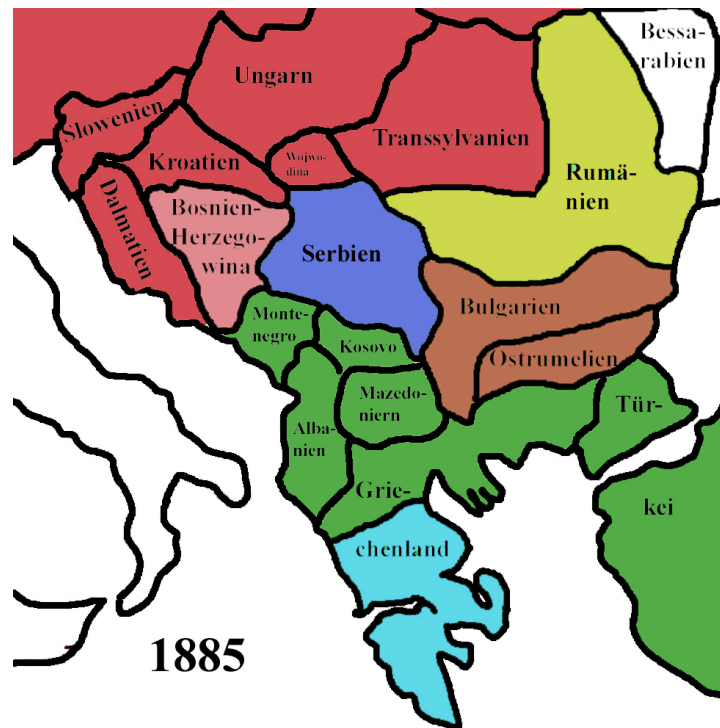 Bessa-
rabien
Ungarn
Slowenien
Transsylvanien
Kroatien
Wojwo-
dina
Rumä-
nien
Dalmatien
Bosnien-
Herzego-
wina
Serbien
Bulgarien
Monte-
negro
Kosovo
Ostrumelien
Mazedo-
niern
Tür-
kei
Alba-
nien
Grie-
chenland
1885